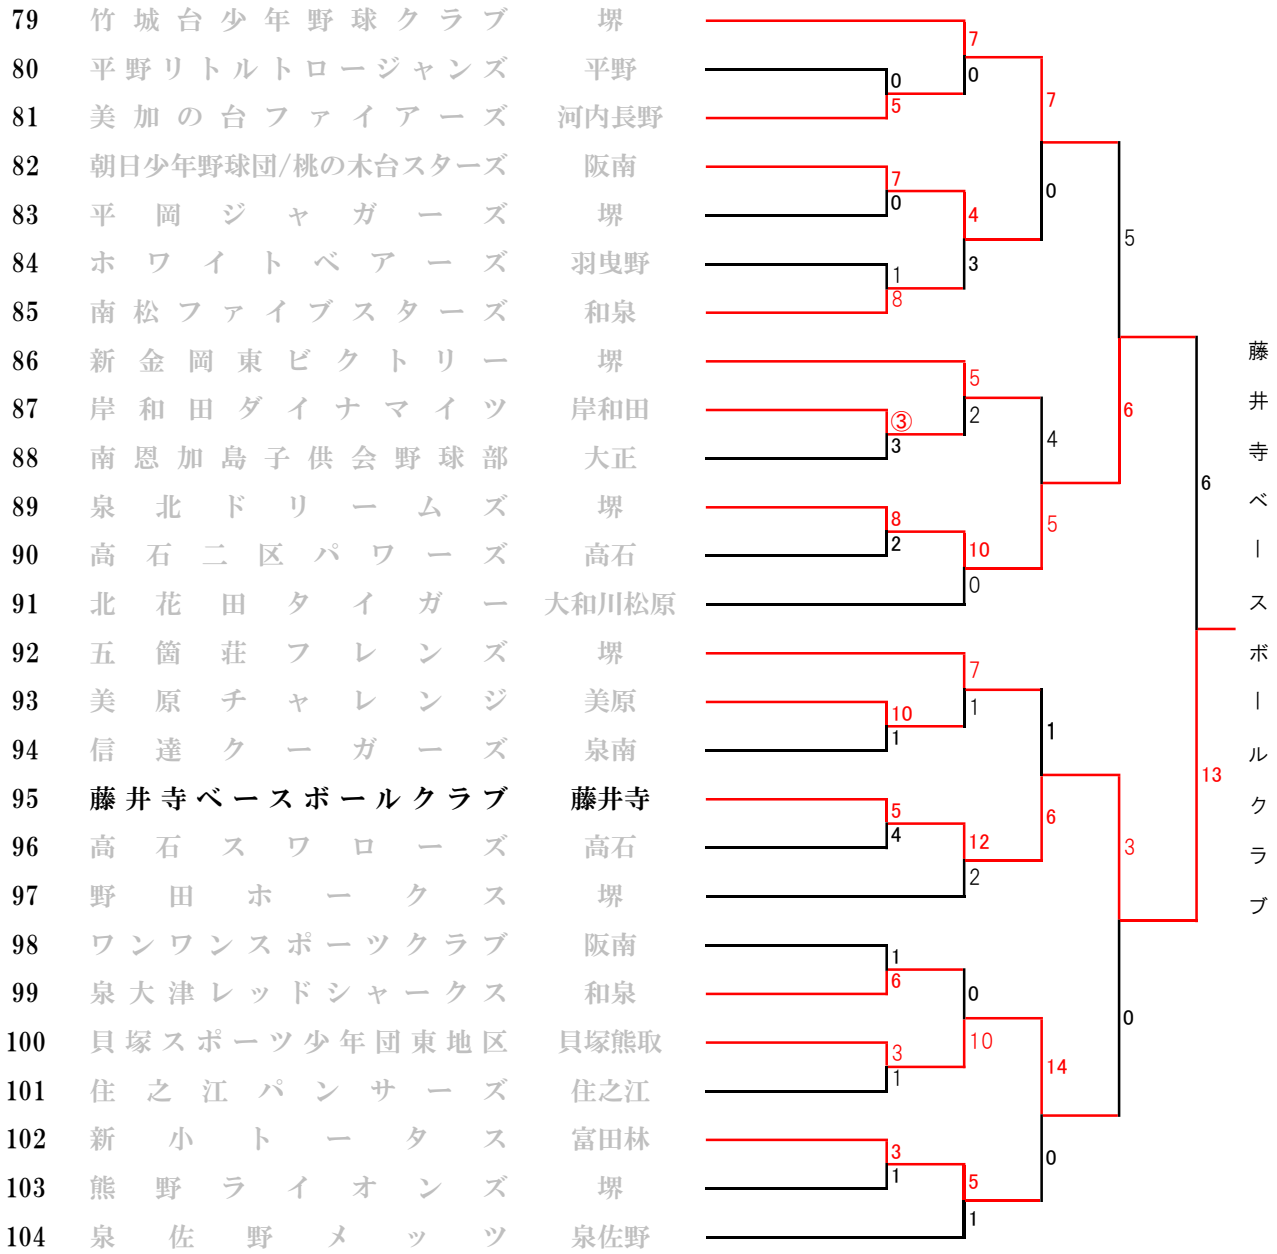 79 竹城台少年野球クラブ 堺
80 平野リトルトロージャンズ 平野
81 美加の台ファイアーズ 河内長野
82 朝日少年野球団/桃の木台スターズ 阪南
83 平岡ジャガーズ 堺
84 ホワイトベアーズ 羽曳野
85 南松ファイブスターズ 和泉
86 新金岡東ビクトリー 堺
87 岸和田ダイナマイツ 岸和田
88 南恩加島子供会野球部 大正
89 泉北ドリームズ 堺
90 高石二区パワーズ 高石
91 北花田タイガー 大和川松原
92 五箇荘フレンズ 堺
93 美原チャレンジ 美原
94 信達クーガーズ 泉南
95 藤井寺ベースボールクラブ 藤井寺
96 高石スワローズ 高石
97 野田ホークス 堺
98 ワンワンスポーツクラブ 阪南
99 泉大津レッドシャークス 和泉
100 貝塚スポーツ少年団東地区 貝塚熊取
101 住之江パンサーズ 住之江
102 新小トータス 富田林
103 熊野ライオンズ 堺
104 泉佐野メッツ 泉佐野
0
5
7
0
1
8
③
3
8
2
10
1
5
4
1
6
3
1
3
1
7
0
4
3
5
2
10
0
7
1
12
2
0
10
5
1
7
0
4
5
1
6
14
0
5
6
3
0
6
13
藤井寺ベースボールクラブ